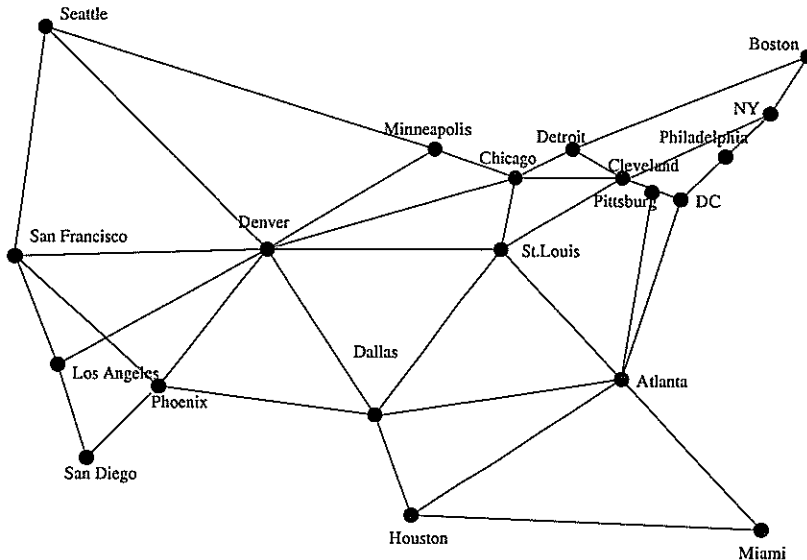 Seattle
Boston
NY
Minneapolis
Detroit
Philadelphia
Chicago
Cleveland
Pittsburg
DC
Denver
San Francisco
St.Louis
Dallas
Los Angeles
Atlanta
Phoenix
San Diego
Houston
Miami